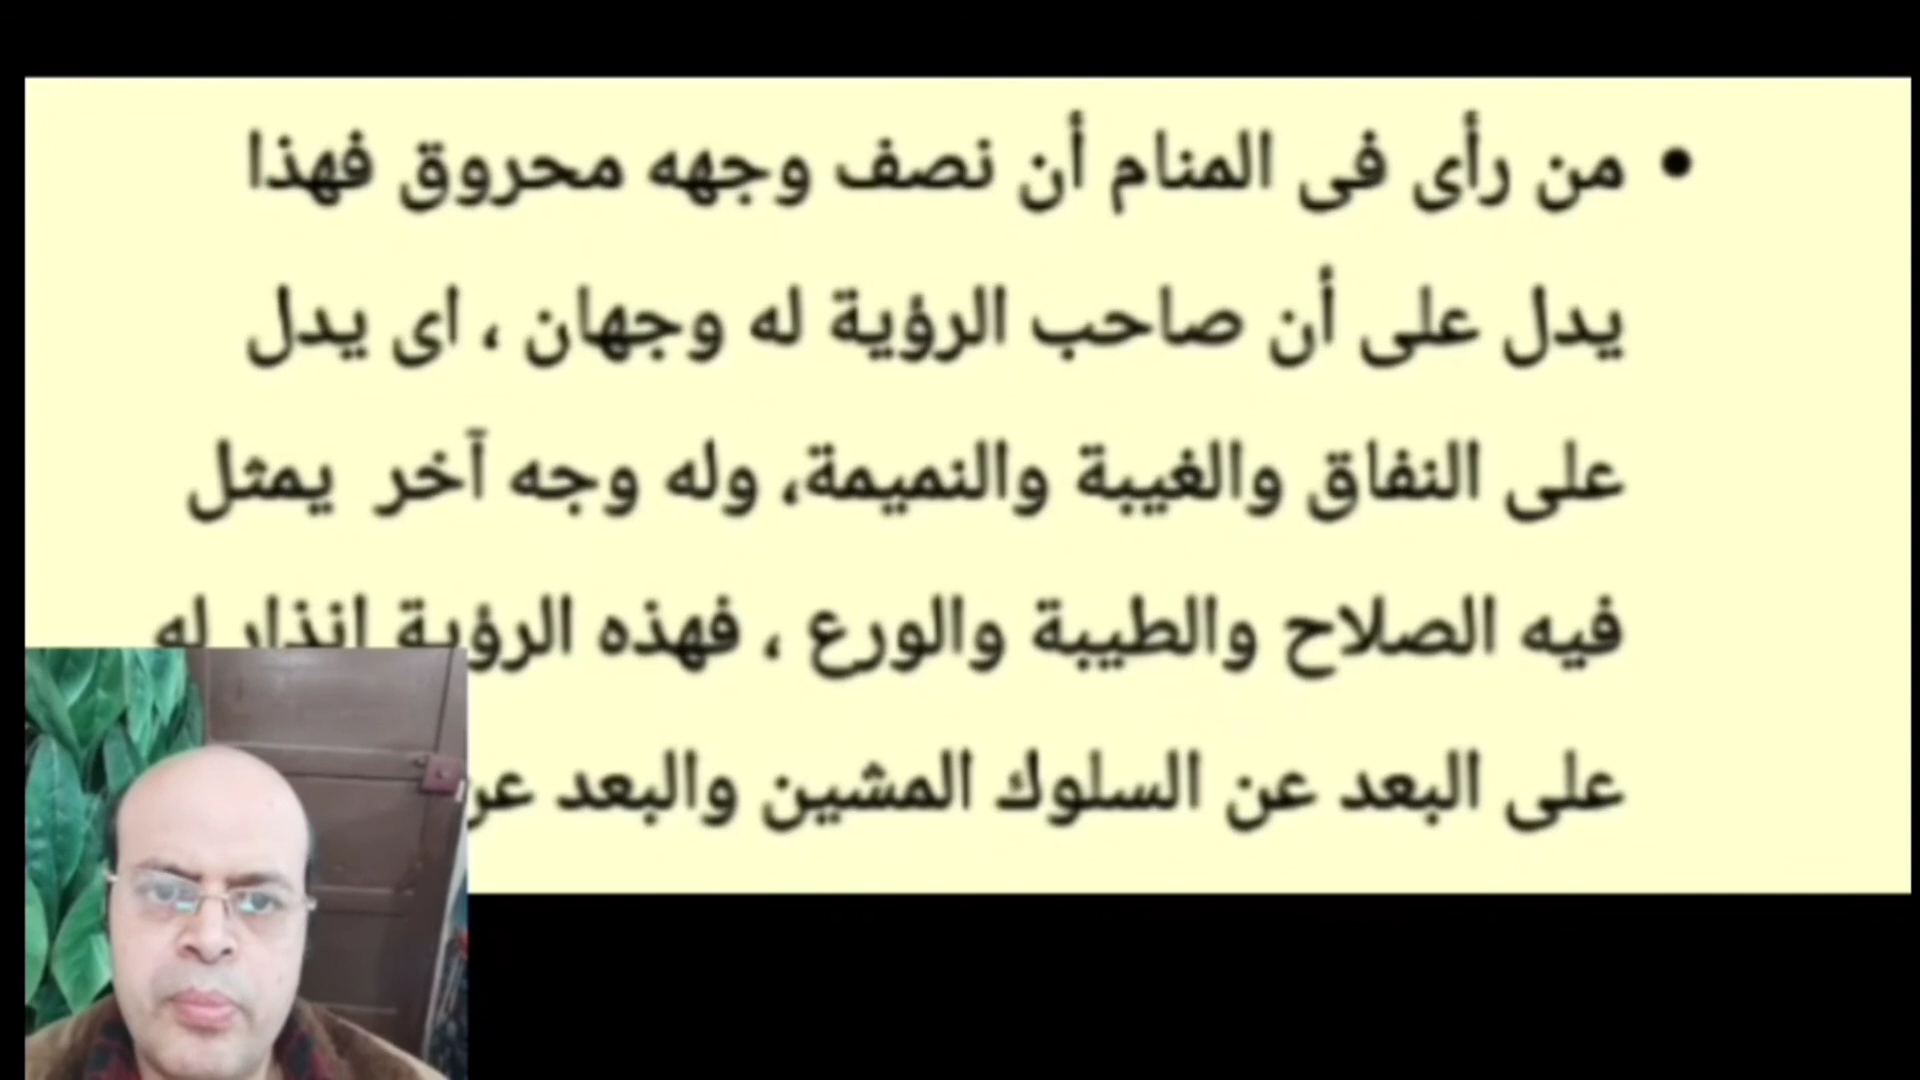 • من رأى فى المنام أن نصف وجهه محروق فهذا
يدل على أن صاحب الرؤية له وجهان ، اى يدل
على النفاق والغيبة والنميمة، وله وجه آخر يمثل
فيه الصلاح والطيبة والورع ، فهذه الرؤية انذار له
على البعد عن السلوك المشين والبعد